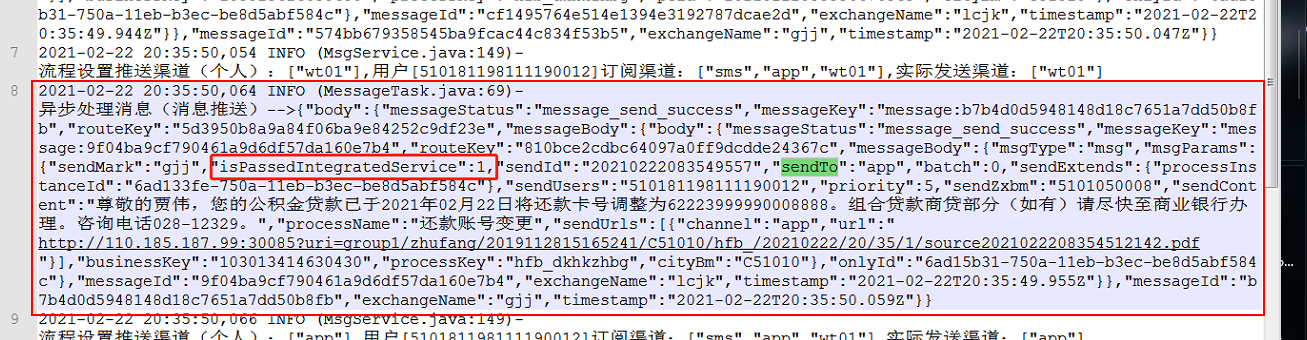 31-750a-11eb-b3ec-be8d5abf584c"},"messageId":"cf1495764e514e1394e3192787dcae2d","exchangeName":"lcjk","timestamp":"2021-02-22T2
0:35:49.944Z"}},"messageId":"574bb679358545ba9fcac44c834f53b5","exchangeName":"gjj","timestamp":"2021-02-22T20:35:50.047Z"}}
7 2021-02-22 20:35:50,054 INFO (MsgService.java:149)-
流程设置推送渠道（个人）：["wt01"],用户[510181198111190012]订阅渠道：["sms","app","wt01"],实际发送渠道：["wt01"]
8 2021-02-22 20:35:50,064 INFO (MessageTask.java:69)-
异步处理消息（消息推送）-->{"body":{"messageStatus":"message_send_success","messageKey":"message:b7b4d0d5948148d18c7651a7dd50b8f
b","routeKey":"5d3950b8a9a84f06ba9e84252c9df23e","messageBody":{"body":{"messageStatus":"message_send_success","messageKey":"mes
sage:9f04ba9cf790461a9d6df57da160e7b4","routeKey":"810bce2cdbc64097a0ff9dcdde24367c","messageBody":{"msgType":"msg","msgParams":
{"sendMark":"gjj","isPassedIntegratedService":1,"sendId":"20210222083549557","sendTo":"app","batch":0,"sendExtends":{"processIns
tanceId":"6ad133fe-750a-11eb-b3ec-be8d5abf584c"},"sendUsers":"510181198111190012","priority":5,"sendZxbm":"5101050008","sendCont
ent":"尊敬的贾伟，您的公积金贷款已于2021年02月22日将还款卡号调整为62223999990008888。组合贷款商贷部分（如有）请尽快至商业银行办
理。咨询电话028-12329。","processName":"还款账号变更","sendUrls":[{"channel":"app","url":"
http://110.185.187.99:30085?uri=group1/zhufang/2019112815165241/C51010/hfb_/20210222/20/35/1/source2021022208354512142.pdf
"}],"businessKey":"103013414630430","processKey":"hfb_dkhkzhbg","cityBm":"C51010"},"onlyId":"6ad15b31-750a-11eb-b3ec-be8d5abf584
c"},"messageId":"9f04ba9cf790461a9d6df57da160e7b4","exchangeName":"lcjk","timestamp":"2021-02-22T20:35:49.955Z"}},"messageId":"b
7b4d0d5948148d18c7651a7dd50b8fb","exchangeName":"gjj","timestamp":"2021-02-22T20:35:50.059Z"}}
9 2021-02-22 20:35:50,066 INFO (MsgService.java:149)-
流程设置推送渠道（个人）：["app"],用户[510181198111190012]订阅渠道：["sms","app","wt01"],实际发送渠道：["app"]